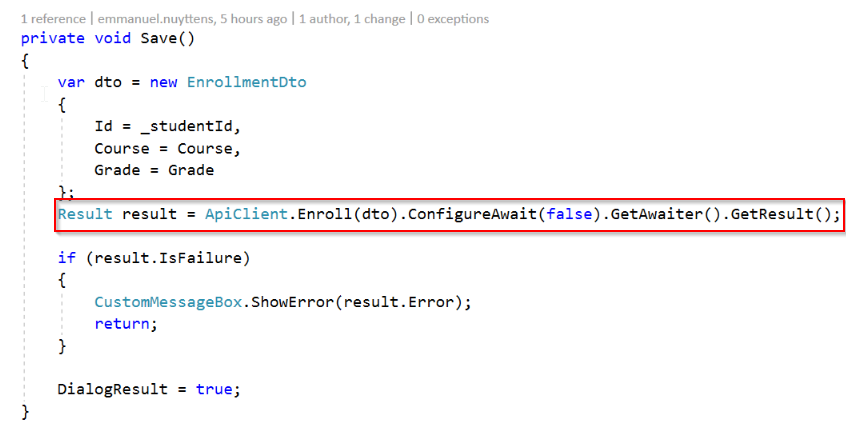 1 reference | emmanuel.nuyttens, 5 hours ago | 1 author, 1 change | 0 exceptions
private void Save()
{
    var dto = new EnrollmentDto
    {
        Id = _studentId,
        Course = Course,
        Grade = Grade
    };
    Result result = ApiClient.Enroll(dto).ConfigureAwait(false).GetAwaiter().GetResult();

    if (result.IsFailure)
    {
        CustomMessageBox.ShowError(result.Error);
        return;
    }

    DialogResult = true;
}